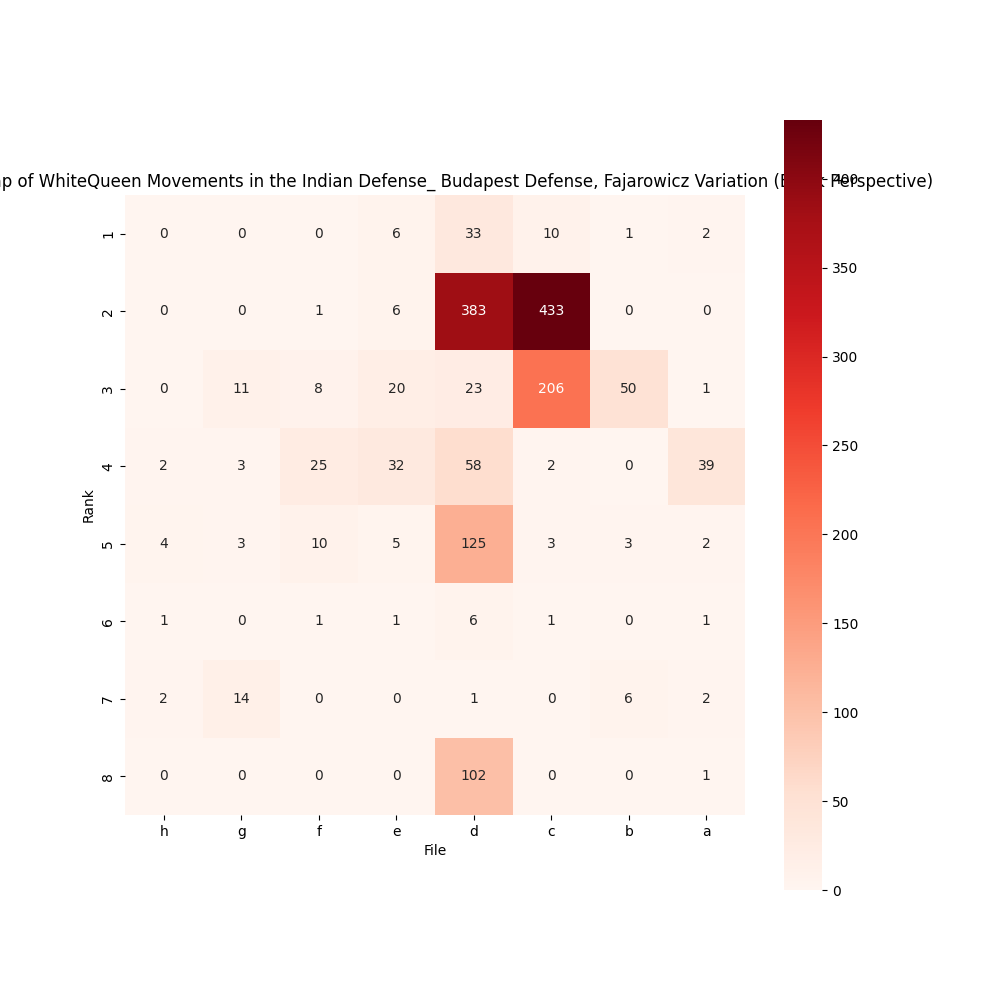 p of WhiteQueen Movements in the Indian Defense_ Budapest Defense, Fajarowicz Variation ( Perspective)
400
1 0 0 0 6 33 10 1 2
350
2 0 0 1 6 383 433 0 0
300
3 0 11 8 20 23 206 50 1
250
4 2 3 25 32 58 2 0 39
200
Rank
5 4 3 10 5 125 3 3 2
150
6 1 0 1 1 6 1 0 1
100
7 2 14 0 0 1 0 6 2
50
8 0 0 0 0 102 0 0 1
h g f e d c b a
File
0